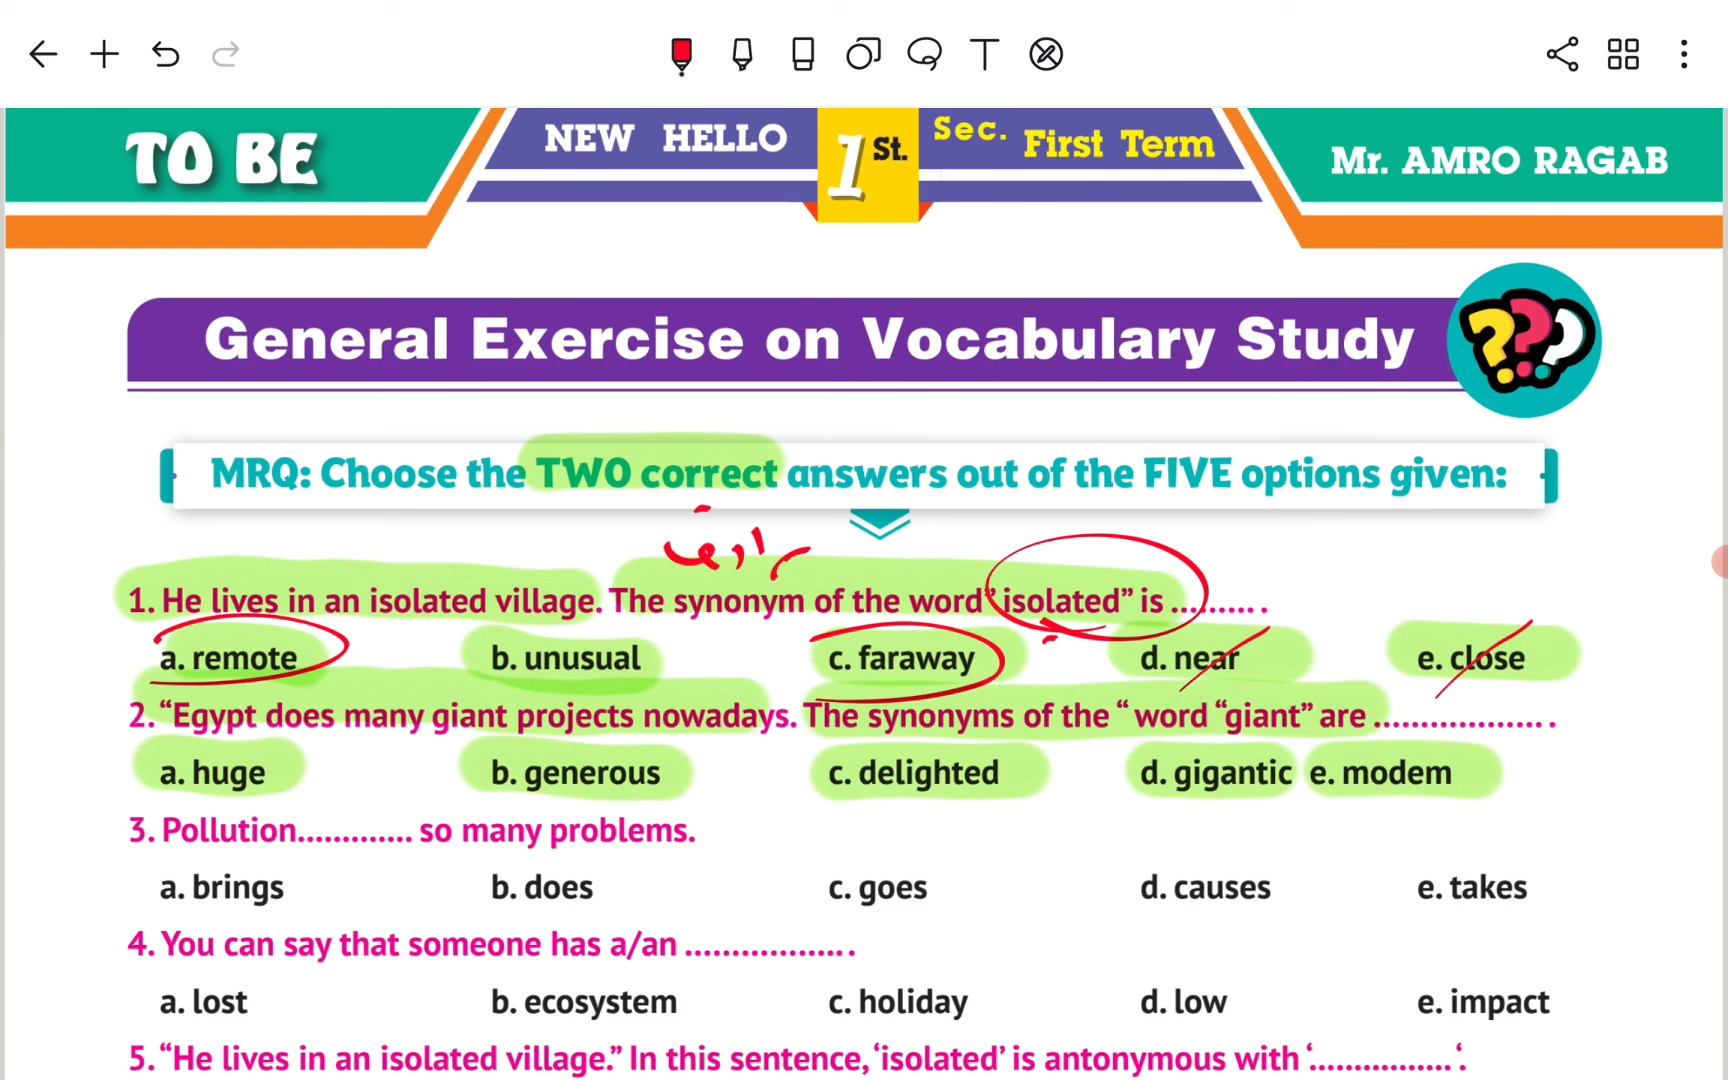 TO BE
NEW HELLO
1 St.
Sec. First Term
Mr. AMRO RAGAB
General Exercise on Vocabulary Study
MRQ: Choose the TWO correct answers out of the FIVE options given:
مرادف
1. He lives in an isolated village. The synonym of the word“ isolated” is .......... .
a. remote b. unusual c. faraway d. near e. close
2. “Egypt does many giant projects nowadays. The synonyms of the “ word “giant” are ................... .
a. huge b. generous c. delighted d. gigantic e. modem
3. Pollution............. so many problems.
a. brings b. does c. goes d. causes e. takes
4. You can say that someone has a/an .................. .
a. lost b. ecosystem c. holiday d. low e. impact
5. “He lives in an isolated village.” In this sentence, ‘isolated’ is antonymous with ‘................‘.